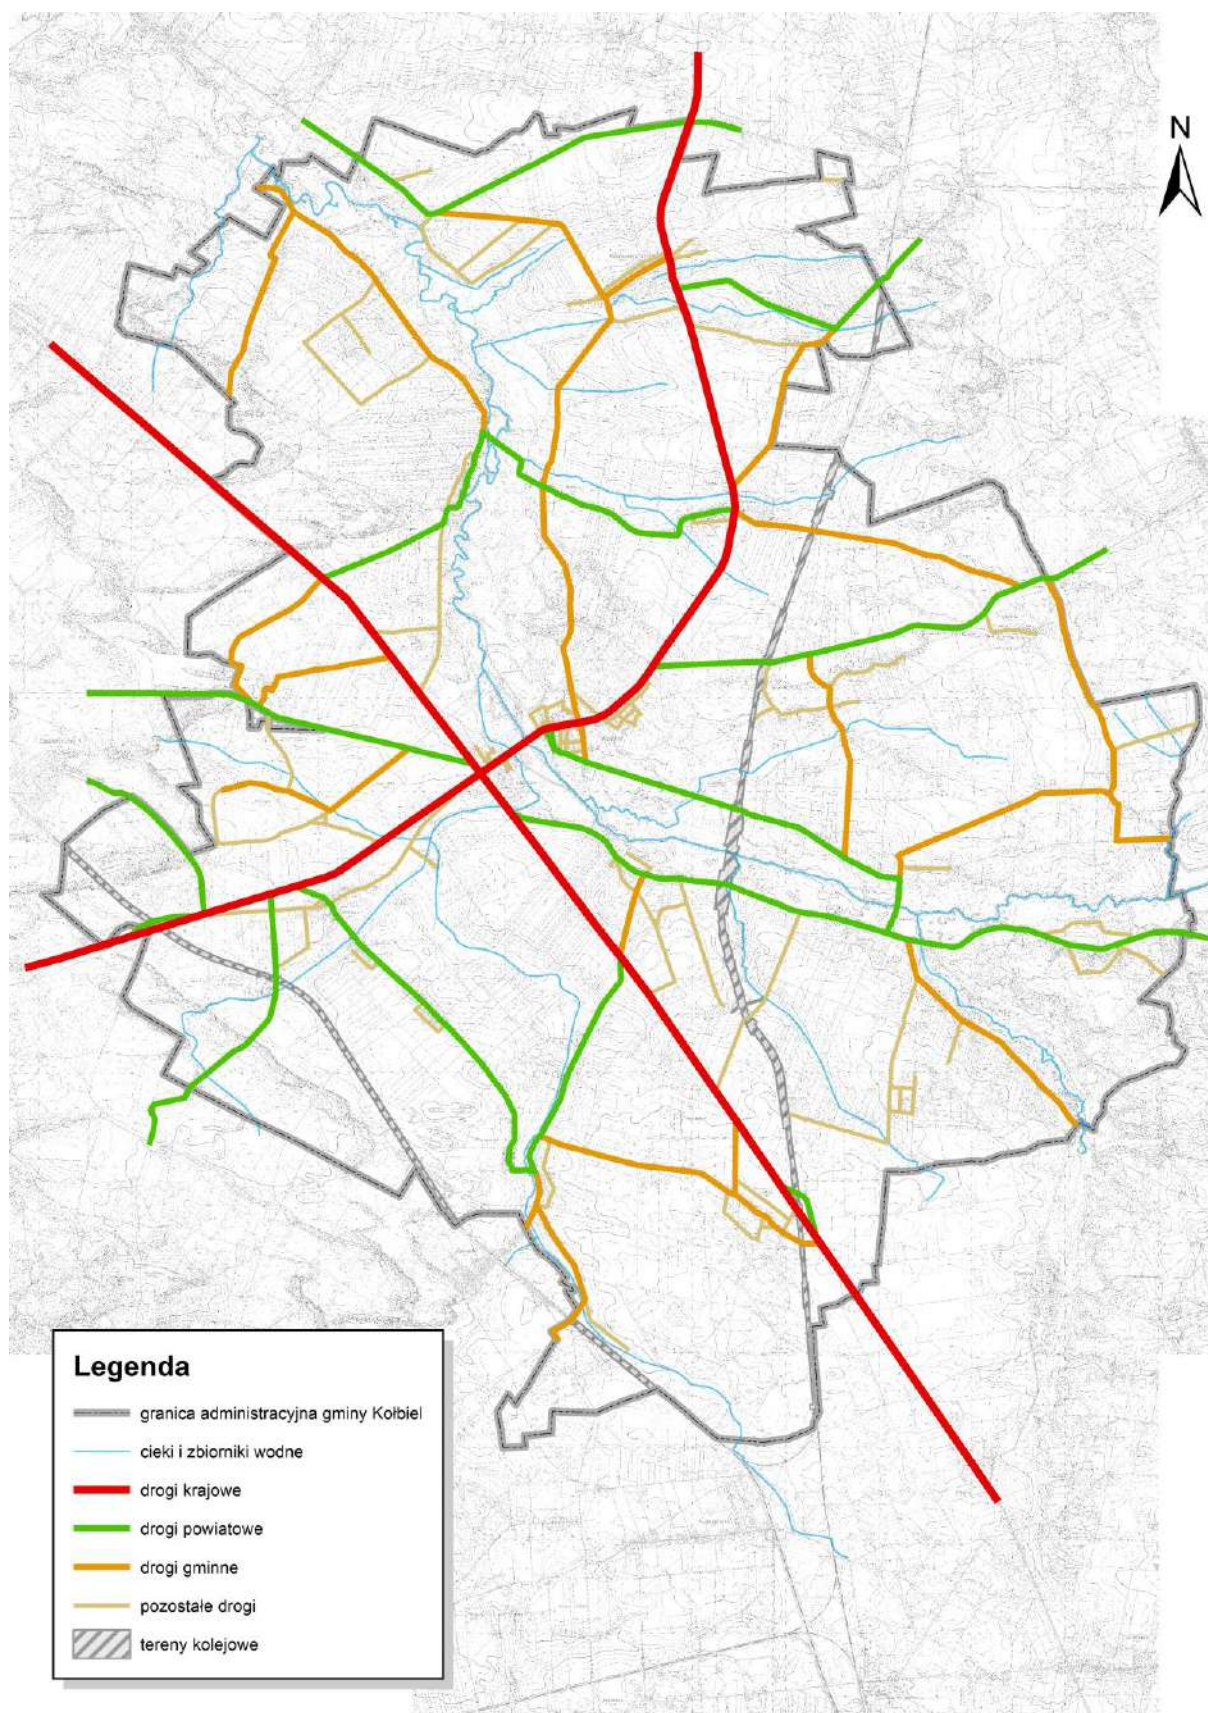 N
Legenda
granica administracyjna gminy Kołbiel
cieki i zbiorniki wodne
drogi krajowe
drogi powiatowe
drogi gminne
pozostałe drogi
tereny kolejowe